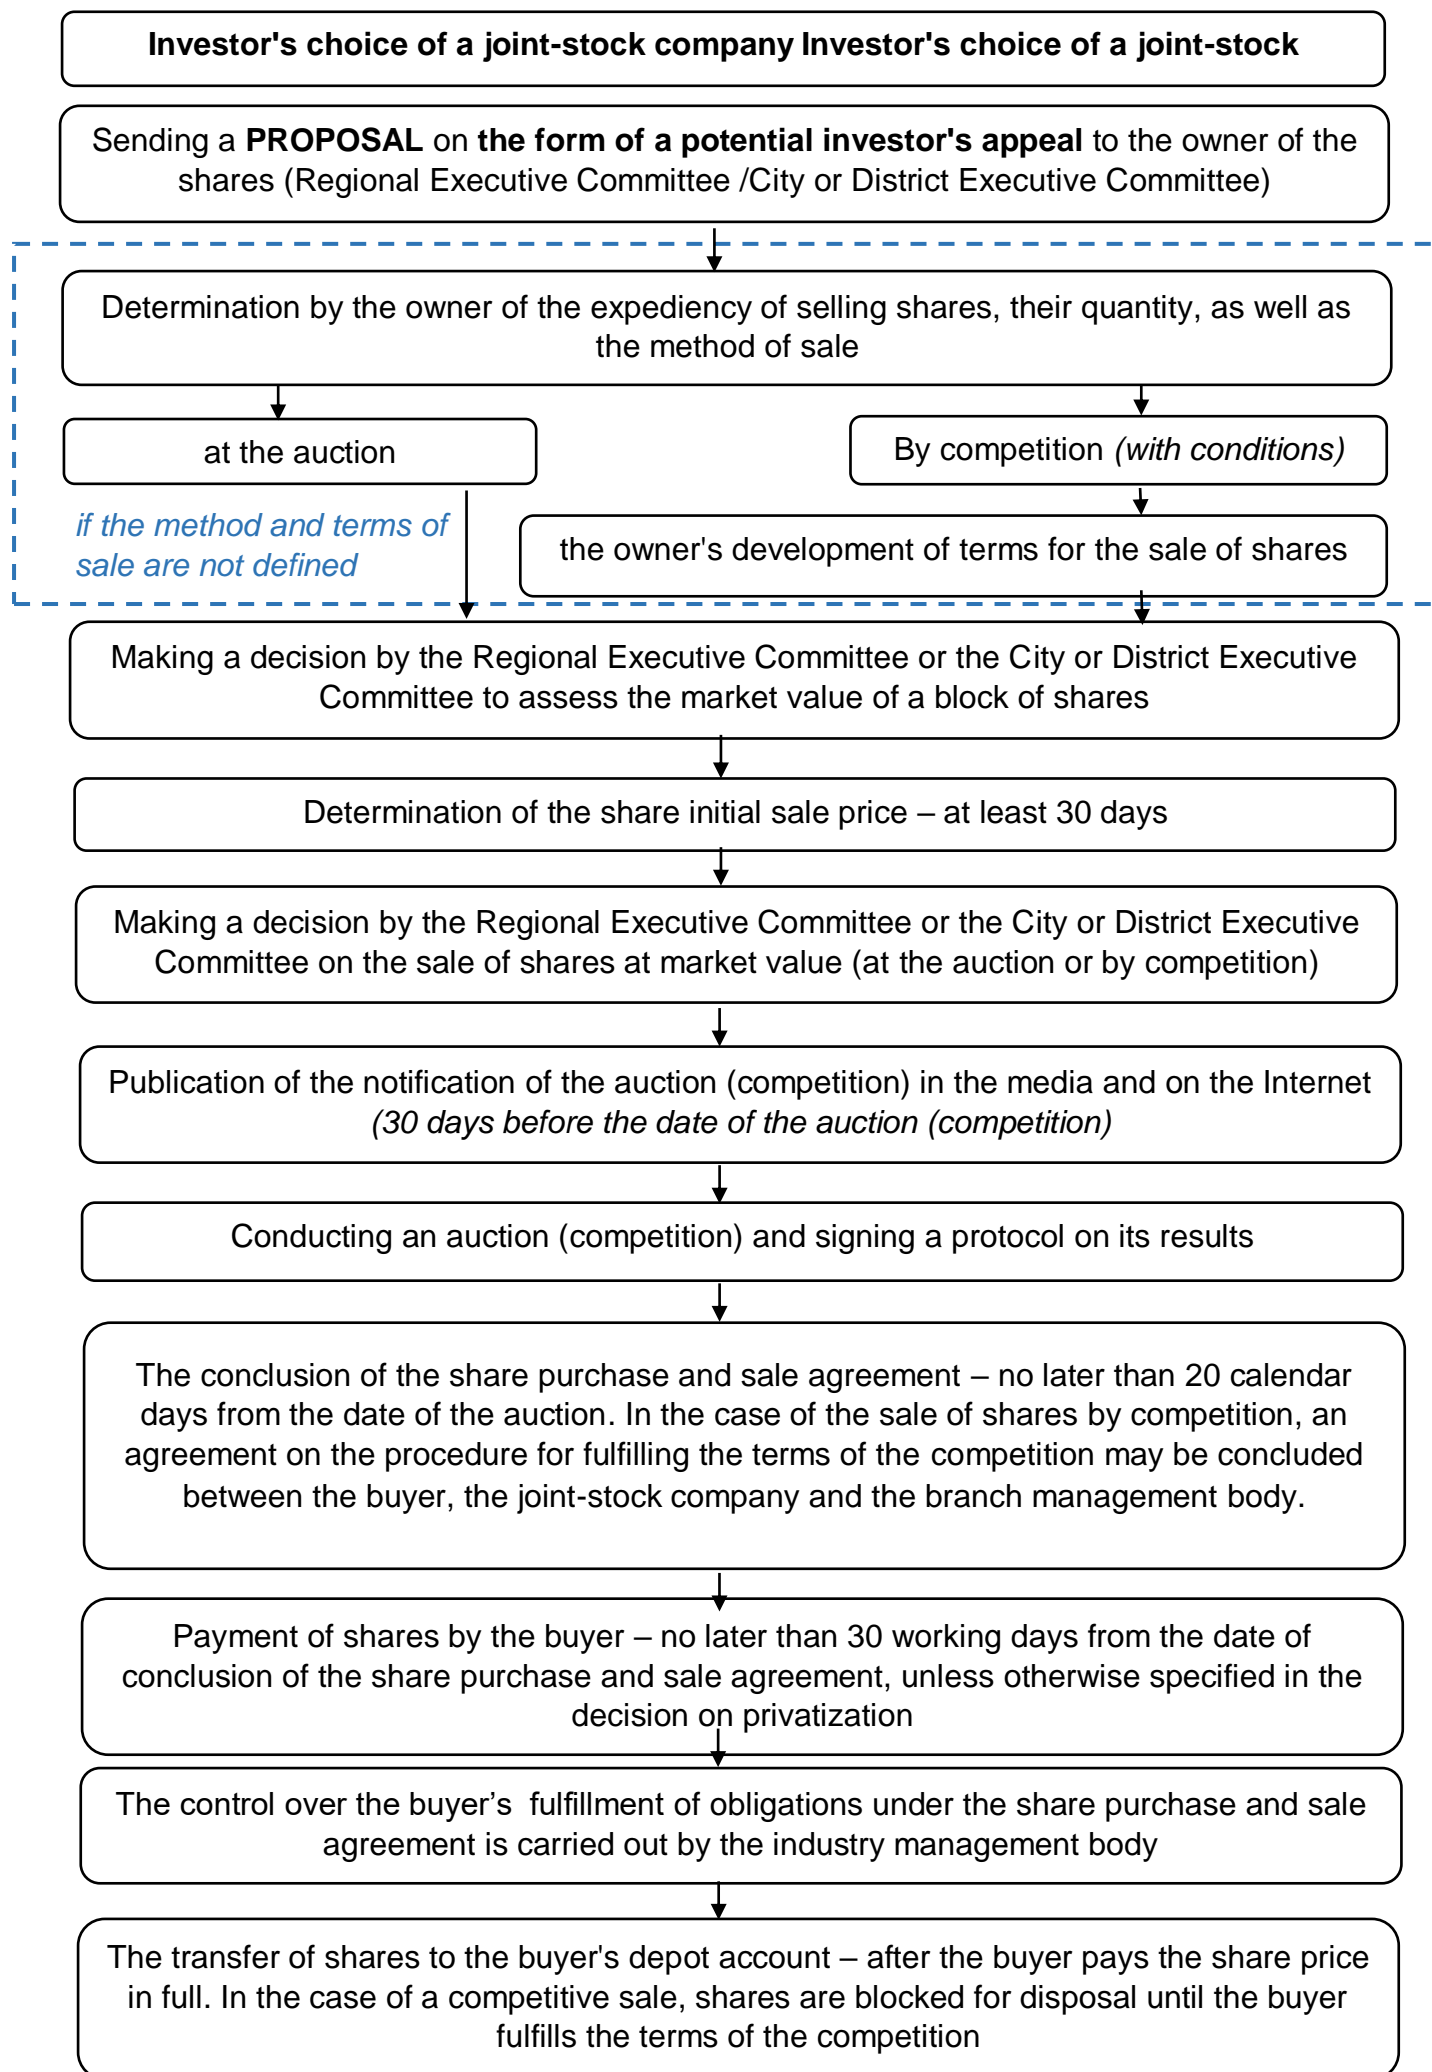 Investor's choice of a joint-stock company Investor's choice of a joint-stock
Sending a PROPOSAL on the form of a potential investor's appeal to the owner of the
shares (Regional Executive Committee /City or District Executive Committee)
Determination by the owner of the expediency of selling shares, their quantity, as well as
the method of sale
at the auction
By competition (with conditions)
if the method and terms of
sale are not defined
the owner's development of terms for the sale of shares
Making a decision by the Regional Executive Committee or the City or District Executive
Committee to assess the market value of a block of shares
Determination of the share initial sale price – at least 30 days
Making a decision by the Regional Executive Committee or the City or District Executive
Committee on the sale of shares at market value (at the auction or by competition)
Publication of the notification of the auction (competition) in the media and on the Internet
(30 days before the date of the auction (competition)
Conducting an auction (competition) and signing a protocol on its results
The conclusion of the share purchase and sale agreement – no later than 20 calendar
days from the date of the auction. In the case of the sale of shares by competition, an
agreement on the procedure for fulfilling the terms of the competition may be concluded
between the buyer, the joint-stock company and the branch management body.
Payment of shares by the buyer – no later than 30 working days from the date of
conclusion of the share purchase and sale agreement, unless otherwise specified in the
decision on privatization
The control over the buyer’s  fulfillment of obligations under the share purchase and sale
agreement is carried out by the industry management body
The transfer of shares to the buyer's depot account – after the buyer pays the share price
in full. In the case of a competitive sale, shares are blocked for disposal until the buyer
fulfills the terms of the competition